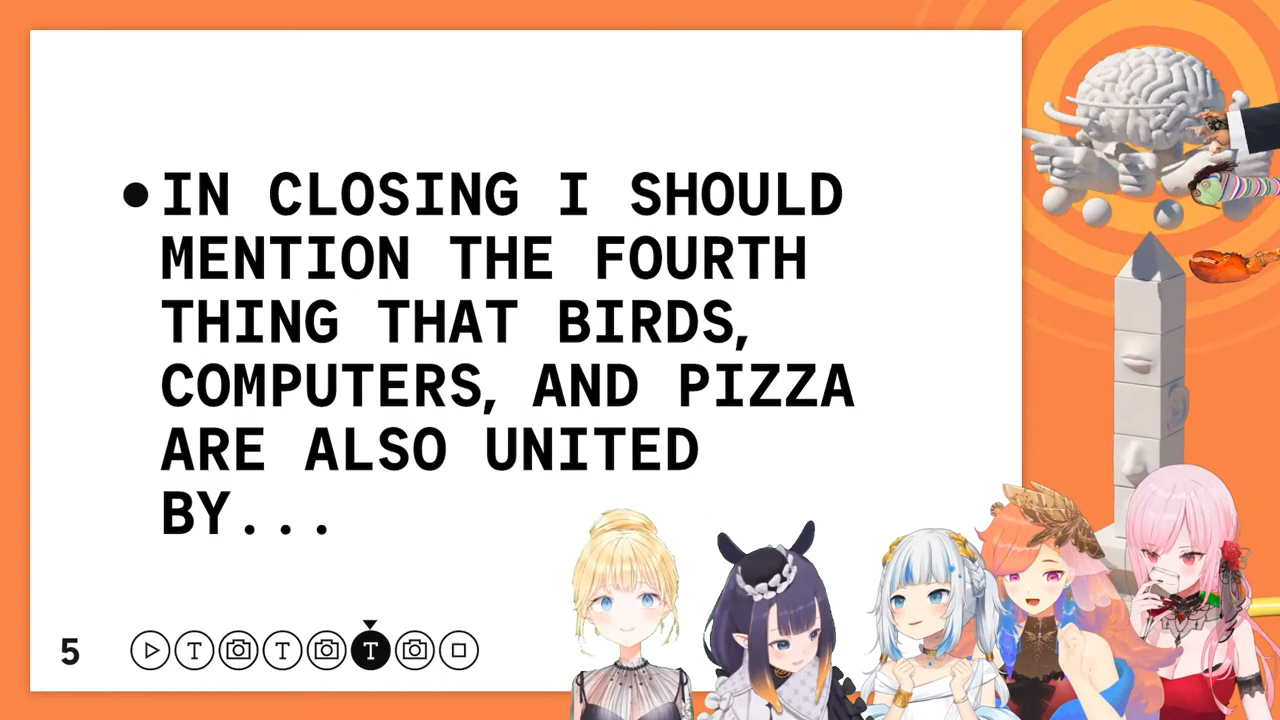 IN CLOSING I SHOULD
MENTION THE FOURTH
THING THAT BIRDS,
COMPUTERS, AND PIZZA
ARE ALSO UNITED
BY...
5 T T T